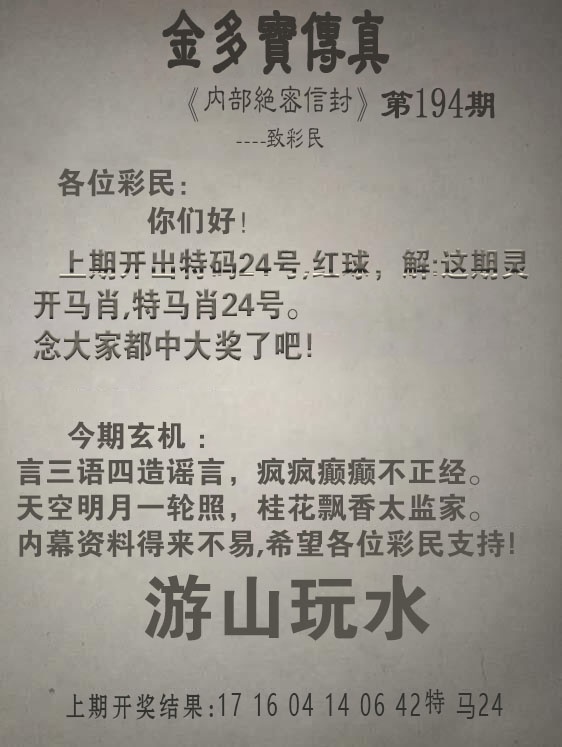 金多寶傳真
《内部絶密信封》第194期
----致彩民
各位彩民:
你们好!
上期开出特码24号,红球，解:这期灵
开马肖,特马肖24号。
念大家都中大奖了吧!
今期玄机：
言三语四造谣言，疯疯癫癫不正经。
天空明月一轮照，桂花飘香太监家。
内幕资料得来不易,希望各位彩民支持!
游山玩水
上期开奖结果:17 16 04 14 06 42特 马24